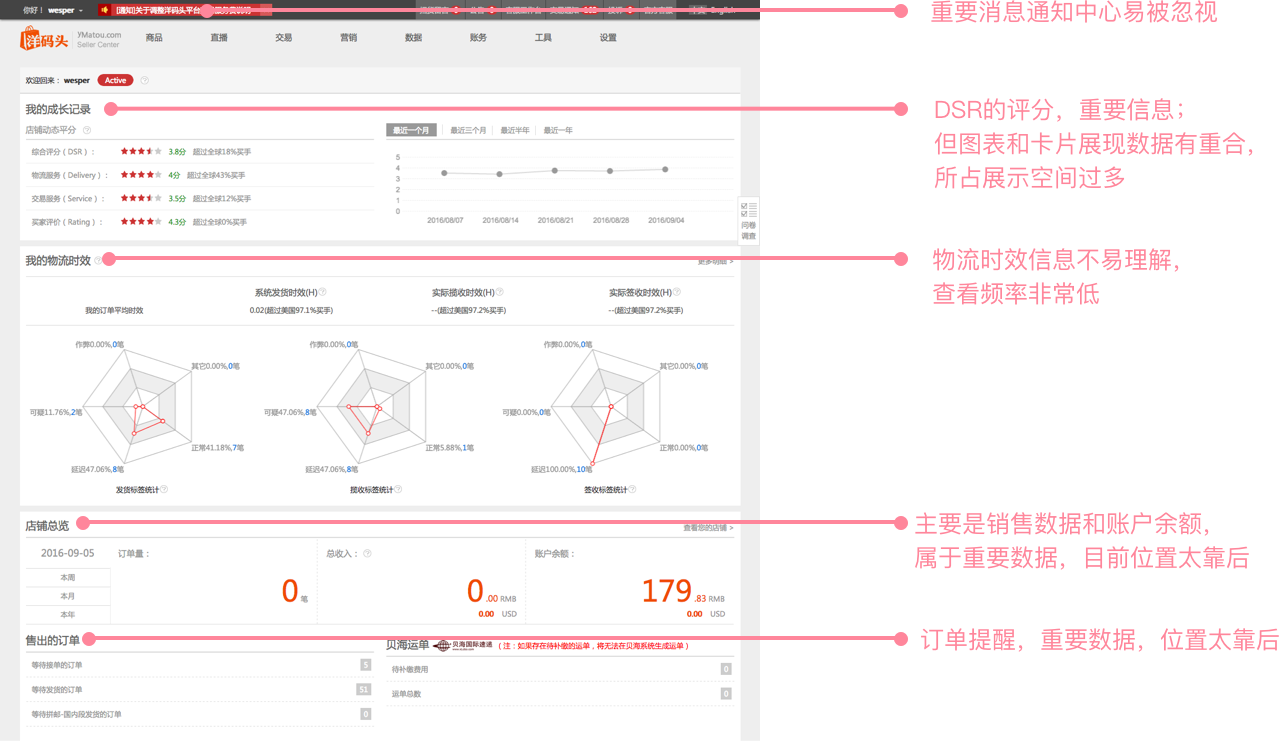 你好！ wesper
[通知]关于调整洋码头平台
English
重要消息通知中心易被忽视
洋码头
YMatou.com
Seller Center
商品 直播 交易 营销 数据 账务 工具 设置
欢迎回来： wesper Active
我的成长记录
店铺动态平分
最近一个月 最近三个月 最近半年 最近一年
综合评分 ( DSR ) ： 3.8分 超过全球18%买手
物流服务 ( Delivery ) ： 4分 超过全球43%买手
交易服务 ( Service ) ： 3.5分 超过全球12%买手
买家评价 ( Rating ) ： 4.3分 超过全球0%买手
5
4
3
2
1
0
2016/08/07 2016/08/14 2016/08/21 2016/08/28 2016/09/04
问卷
调查
DSR的评分，重要信息；
但图表和卡片展现数据有重合，
所占展示空间过多
我的物流时效
更多明细 >
物流时效信息不易理解，
查看频率非常低
系统发货时效(H) 实际揽收时效(H) 实际签收时效(H)
我的订单平均时效 0.02(超过美国97.1%买手) --(超过美国97.2%买手) --(超过美国97.2%买手)
作弊0.00%,0笔
其它0.00%,0笔
可疑11.76%,2笔
正常41.18%,7笔
延迟47.06%,8笔
发货标签统计
作弊0.00%,0笔
其它0.00%,0笔
可疑47.06%,8笔
正常5.88%,1笔
延迟47.06%,8笔
揽收标签统计
作弊0.00%,0笔
其它0.00%,0笔
可疑0.00%,0笔
正常0.00%,0笔
延迟100.00%,10笔
签收标签统计
店铺总览
查看您的店铺 >
主要是销售数据和账户余额，
属于重要数据，目前位置太靠后
2016-09-05 订单量： 总收入： 账户余额：
本周
本月
本年
0 笔
0.00 RMB
0.00 USD
179.83 RMB
0.00 USD
售出的订单
等待接单的订单 5
等待发货的订单 51
等待拼邮-国内段发货的订单 0
贝海运单 贝海国际速递 ( 注：如果存在待补缴的运单，将无法在贝海系统生成运单 )
待补缴费用 0
运单总数 0
订单提醒，重要数据，位置太靠后